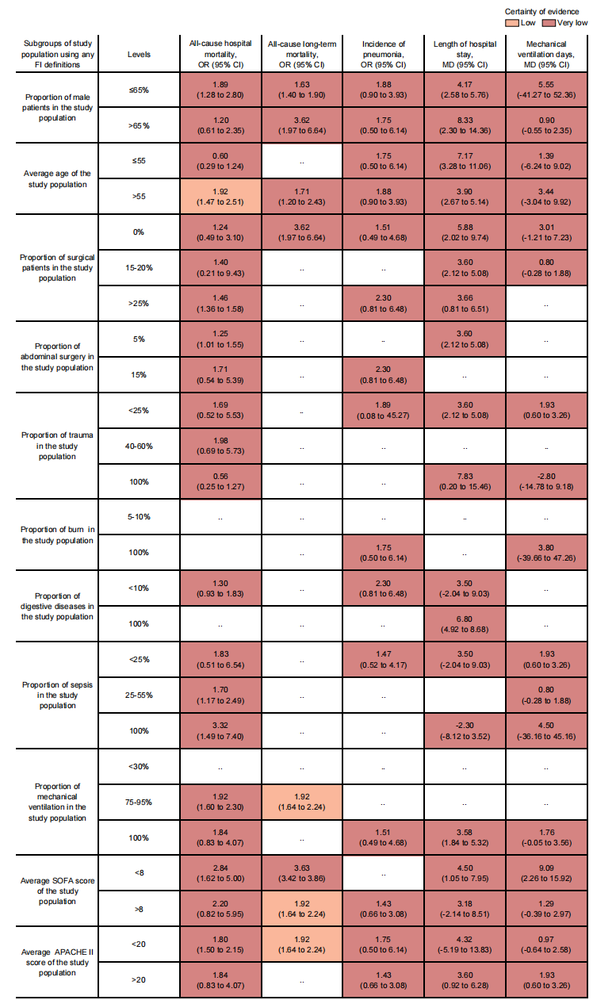 Certainty of evidence
Low Very low
Subgroups of study
population using any
FI definitions
Levels
All-cause hospital
mortality,
OR (95% CI)
All-cause long-term
mortality,
OR (95% CI)
Incidence of
pneumonia,
OR (95% CI)
Length of hospital
stay,
MD (95% CI)
Mechanical
ventilation days,
MD (95% CI)
Proportion of male
patients in the study
population
≤65%
1.89
(1.28 to 2.80)
1.63
(1.40 to 1.90)
1.88
(0.90 to 3.93)
4.17
(2.58 to 5.76)
5.55
(-41.27 to 52.36)
>65%
1.20
(0.61 to 2.35)
3.62
(1.97 to 6.64)
1.75
(0.50 to 6.14)
8.33
(2.30 to 14.36)
0.90
(-0.55 to 2.35)
Average age of the
study population
≤55
0.60
(0.29 to 1.24)
..
1.75
(0.50 to 6.14)
7.17
(3.28 to 11.06)
1.39
(-6.24 to 9.02)
>55
1.92
(1.47 to 2.51)
1.71
(1.20 to 2.43)
1.88
(0.90 to 3.93)
3.90
(2.67 to 5.14)
3.44
(-3.04 to 9.92)
Proportion of surgical
patients in the study
population
0%
1.24
(0.49 to 3.10)
3.62
(1.97 to 6.64)
1.51
(0.49 to 4.68)
5.88
(2.02 to 9.74)
3.01
(-1.21 to 7.23)
15-20%
1.40
(0.21 to 9.43)
..
..
3.60
(2.12 to 5.08)
0.80
(-0.28 to 1.88)
>25%
1.46
(1.36 to 1.58)
..
2.30
(0.81 to 6.48)
3.66
(0.81 to 6.51)
..
Proportion of
abdominal surgery in
the study population
5%
1.25
(1.01 to 1.55)
..
..
3.60
(2.12 to 5.08)
15%
1.71
(0.54 to 5.39)
..
2.30
(0.81 to 6.48)
..
..
Proportion of trauma
in the study
population
<25%
1.69
(0.52 to 5.53)
..
1.89
(0.08 to 45.27)
3.60
(2.12 to 5.08)
1.93
(0.60 to 3.26)
40-60%
1.98
(0.69 to 5.73)
..
..
..
..
100%
0.56
(0.25 to 1.27)
..
..
7.83
(0.20 to 15.46)
-2.80
(-14.78 to 9.18)
Proportion of burn in
the study population
5-10%
..
..
..
..
..
100%
..
1.75
(0.50 to 6.14)
..
3.80
(-39.66 to 47.26)
Proportion of
digestive diseases in
the study population
<10%
1.30
(0.93 to 1.83)
..
2.30
(0.81 to 6.48)
3.50
(-2.04 to 9.03)
..
100%
..
..
..
6.80
(4.92 to 8.68)
..
Proportion of sepsis
in the study
population
<25%
1.83
(0.51 to 6.54)
..
1.47
(0.52 to 4.17)
3.50
(-2.04 to 9.03)
1.93
(0.60 to 3.26)
25-55%
1.70
(1.17 to 2.49)
..
..
0.80
(-0.28 to 1.88)
100%
3.32
(1.49 to 7.40)
..
..
-2.30
(-8.12 to 3.52)
4.50
(-36.16 to 45.16)
Proportion of
mechanical
ventilation in the
study population
<30%
..
..
..
..
..
75-95%
1.92
(1.60 to 2.30)
1.92
(1.64 to 2.24)
..
..
..
100%
1.84
(0.83 to 4.07)
..
1.51
(0.49 to 4.68)
3.58
(1.84 to 5.32)
1.76
(-0.05 to 3.56)
Average SOFA score
of the study
population
<8
2.84
(1.62 to 5.00)
3.63
(3.42 to 3.86)
..
4.50
(1.05 to 7.95)
9.09
(2.26 to 15.92)
>8
2.20
(0.82 to 5.95)
1.92
(1.64 to 2.24)
1.43
(0.66 to 3.08)
3.18
(-2.14 to 8.51)
1.29
(-0.39 to 2.97)
Average APACHE II
score of the study
population
<20
1.80
(1.50 to 2.15)
1.92
(1.64 to 2.24)
1.75
(0.50 to 6.14)
4.32
(-5.19 to 13.83)
0.97
(-0.64 to 2.58)
>20
1.84
(0.83 to 4.07)
..
1.43
(0.66 to 3.08)
3.60
(0.92 to 6.28)
1.93
(0.60 to 3.26)